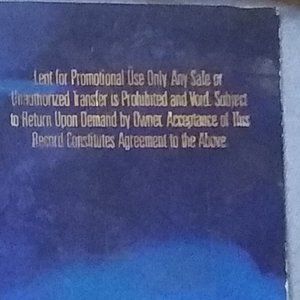 Lent for Promotional Use Only. Any Sale or
Unauthorized Transfer is Prohibited and Void. Subject
to Return Upon Demand by Owner. Acceptance of This
Record Constitutes Agreement to the Above.